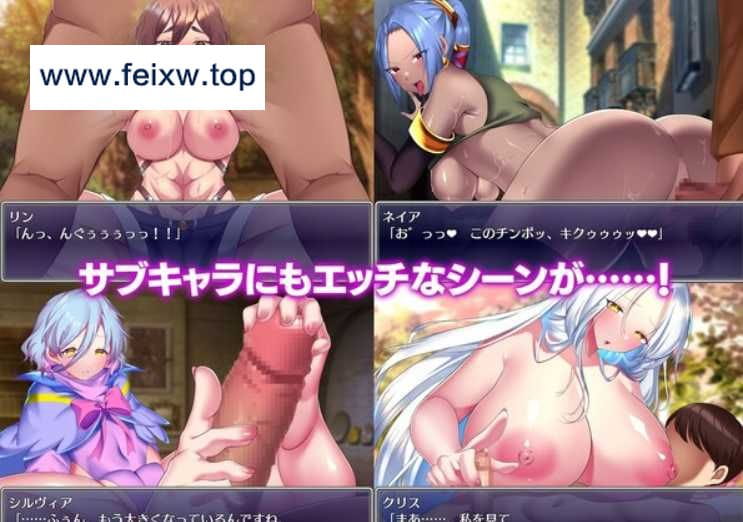 www.feixw.top
リン
「んっ、んぐぅぅぅっっ!!」
ネイア
「お゛っっ❤ このチンポッ、キクゥゥゥッ❤❤」
サブキャラにもエッチなシーンが……!
シルヴィア
「……ふぅん、もう大きくなっているんですね
クリス
「まあ……、私を見て